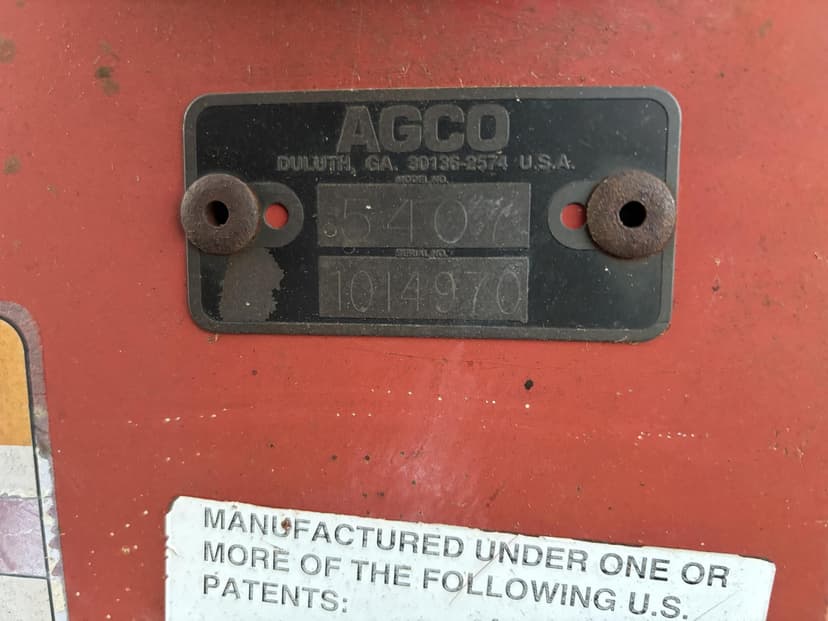 AGCO
DULUTH, GA. 30136-2574 U.S.A.
MODEL NO.
5407
SERIAL NO.
1014970
MANUFACTURED UNDER ONE OR
MORE OF THE FOLLOWING U.S.
PATENTS: